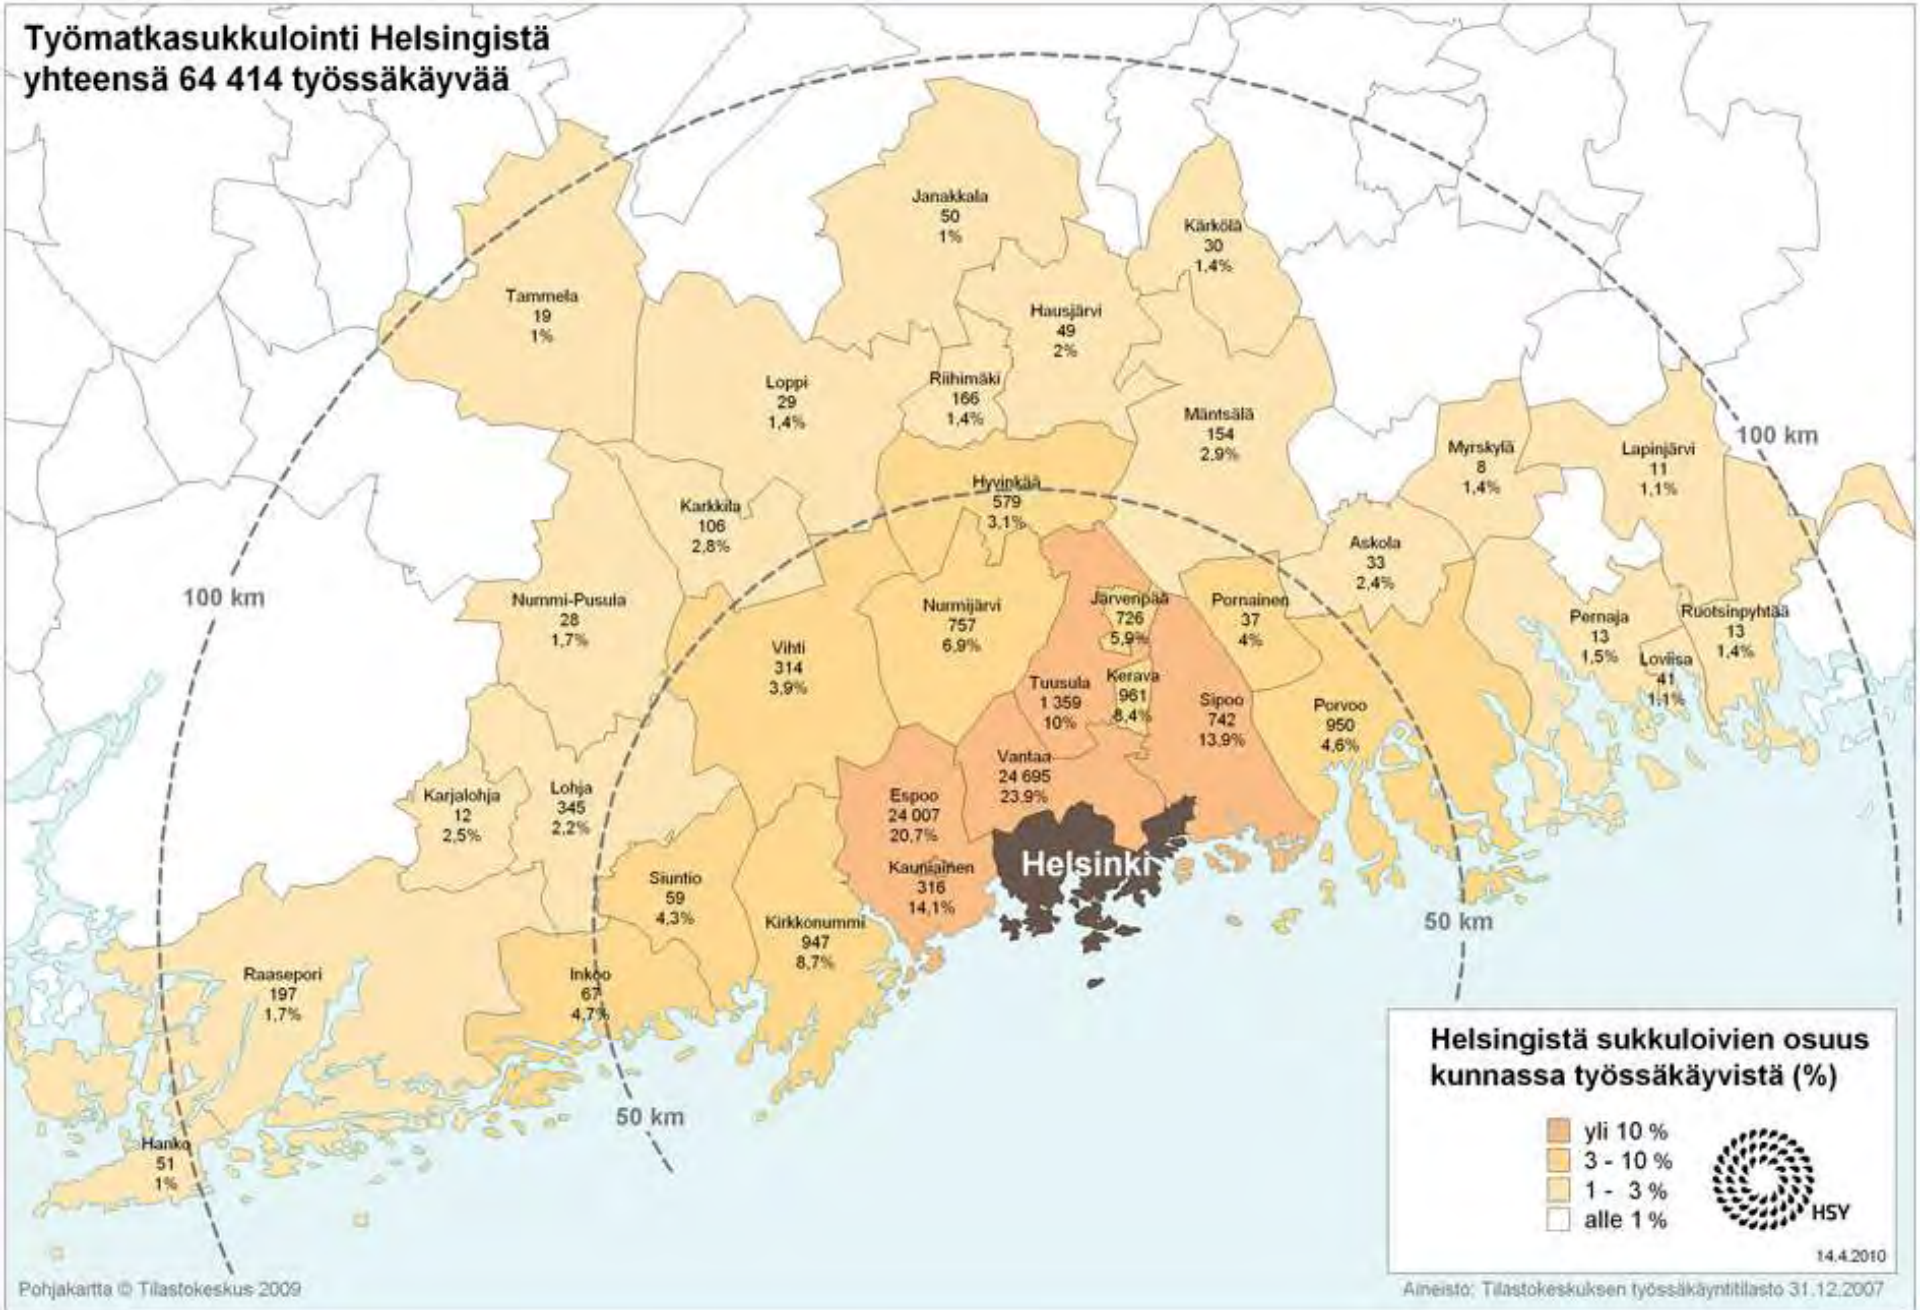 Työmatkasukkulointi Helsingistä
yhteensä 64 414 työssäkäyvää
Janakkala
50
1%
Kärkölä
30
1,4%
Tammela
19
1%
Hausjärvi
49
2%
Loppi
29
1,4%
Riihimäki
166
1,4%
Mäntsälä
154
2,9%
100 km
Myrskylä
8
1,4%
Lapinjärvi
11
1,1%
Hyvinkää
579
3,1%
Karkkila
106
2,8%
Askola
33
2,4%
100 km
Nummi-Pusula
28
1,7%
Nurmijärvi
757
6,9%
Järvenpää
726
5,9%
Pornainen
37
4%
Pernaja
13
1,5%
Ruotsinpyhtää
13
1,4%
Vihti
314
3,9%
Loviisa
41
1,1%
Tuusula
1 359
10%
Kerava
961
8,4%
Sipoo
742
13,9%
Porvoo
950
4,6%
Vantaa
24 695
23,9%
Karjalohja
12
2,5%
Lohja
345
2,2%
Espoo
24 007
20,7%
Helsinki
Kauniainen
316
14,1%
Siuntio
59
4,3%
Kirkkonummi
947
8,7%
50 km
Raasepori
197
1,7%
Inkoo
67
4,7%
50 km
Hanko
51
1%
Helsingistä sukkuloivien osuus
kunnassa työssäkäyvistä (%)
yli 10 %
3 - 10 %
1 - 3 %
alle 1 %
HSY
14.4.2010
Pohjakartta © Tilastokeskus 2009
Aineisto: Tilastokeskuksen työssäkäyntitilasto 31.12.2007